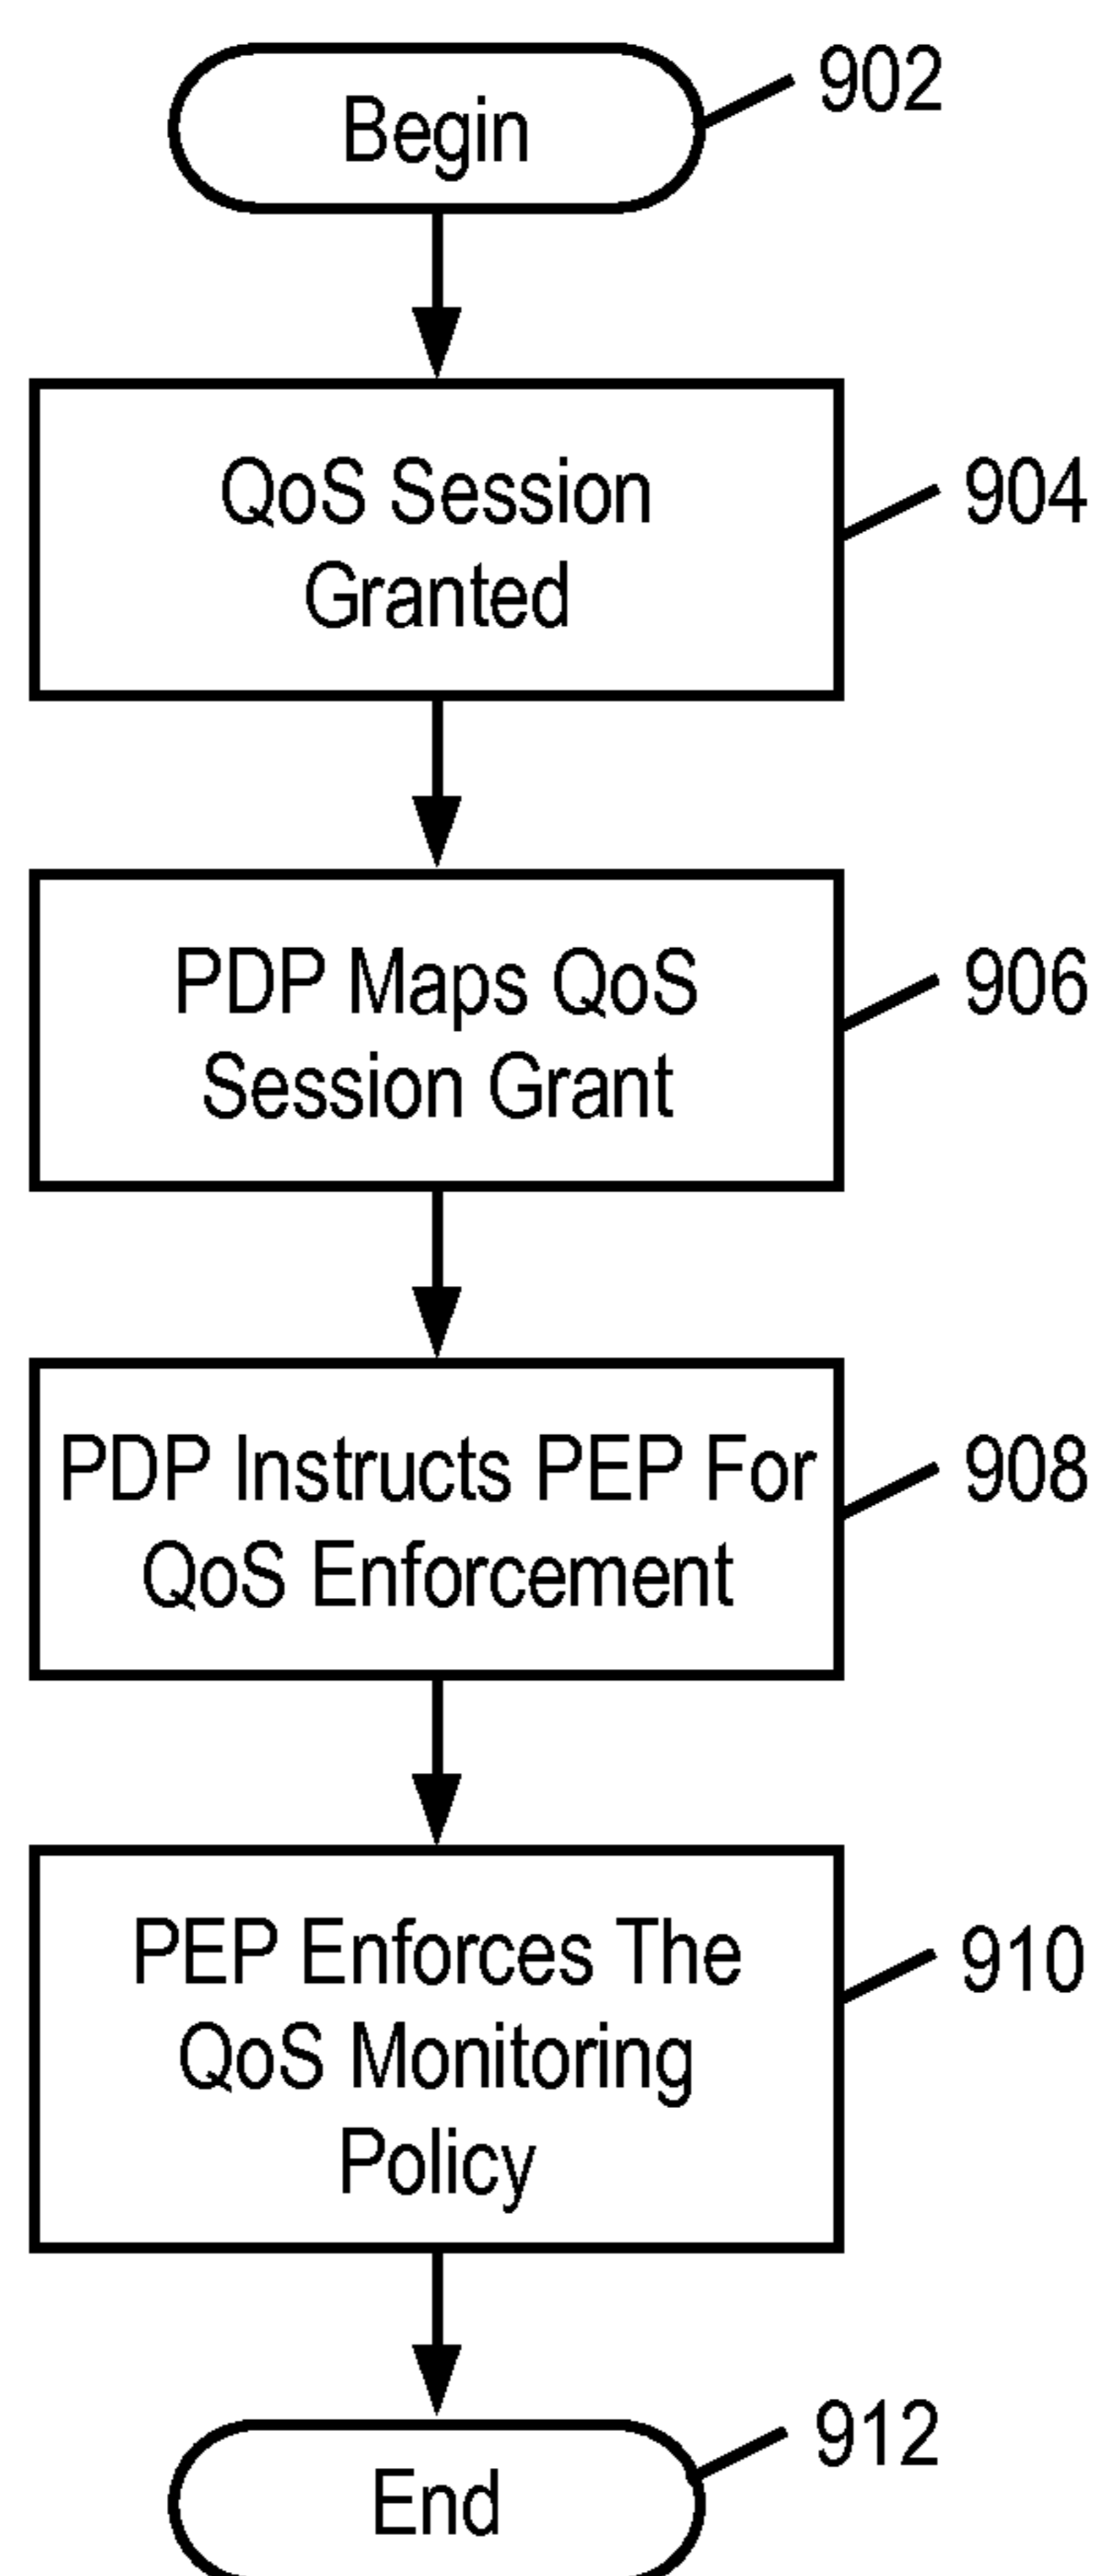 Begin
902
QoS Session
Granted
904
PDP Maps QoS
Session Grant
906
PDP Instructs PEP For
QoS Enforcement
908
PEP Enforces The
QoS Monitoring
Policy
910
End
912